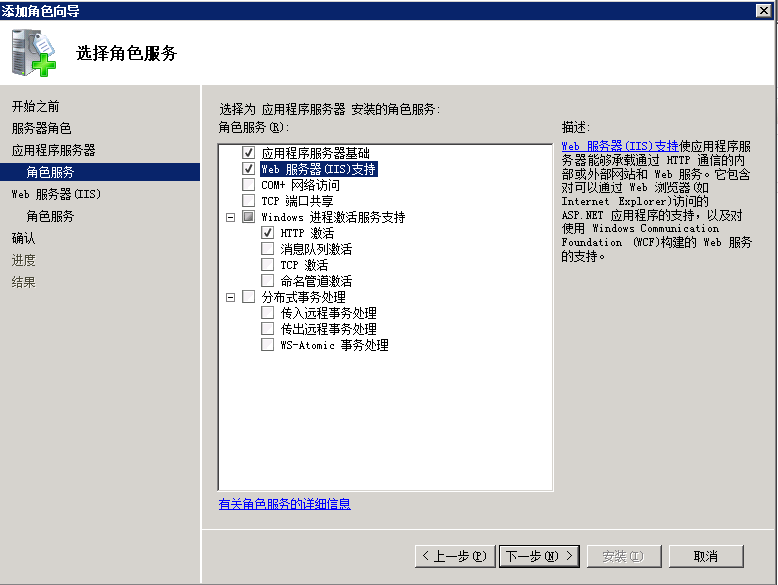 添加角色向导
选择角色服务
开始之前
服务器角色
应用程序服务器
角色服务
Web 服务器(IIS)
角色服务
确认
进度
结果
选择为 应用程序服务器 安装的角色服务:
角色服务(R):
应用程序服务器基础
Web 服务器(IIS)支持
COM+ 网络访问
TCP 端口共享
Windows 进程激活服务支持
HTTP 激活
消息队列激活
TCP 激活
命名管道激活
分布式事务处理
传入远程事务处理
传出远程事务处理
WS-Atomic 事务处理
有关角色服务的详细信息
描述:
Web 服务器(IIS)支持使应用程序服
务器能够承载通过 HTTP 通信的内
部或外部网站和 Web 服务。它包含
对可以通过 Web 浏览器(如
Internet Explorer)访问的
ASP.NET 应用程序的支持，以及对
使用 Windows Communication
Foundation (WCF)构建的 Web 服务
的支持。
< 上一步(P)
下一步(N) >
安装(I)
取消